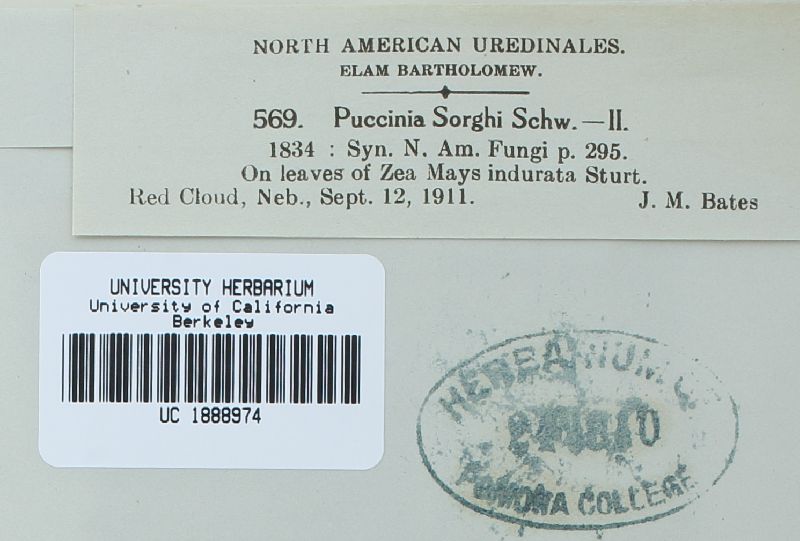 NORTH AMERICAN UREDINALES.
ELAM BARTHOLOMEW.
569. Puccinia Sorghi Schw.—II.
1834 : Syn. N. Am. Fungi p. 295.
On leaves of Zea Mays indurata Sturt.
Red Cloud, Neb., Sept. 12, 1911. J. M. Bates
UNIVERSITY HERBARIUM
University of California
Berkeley
UC 1888974
HERBARIUM
POMONA COLLEGE